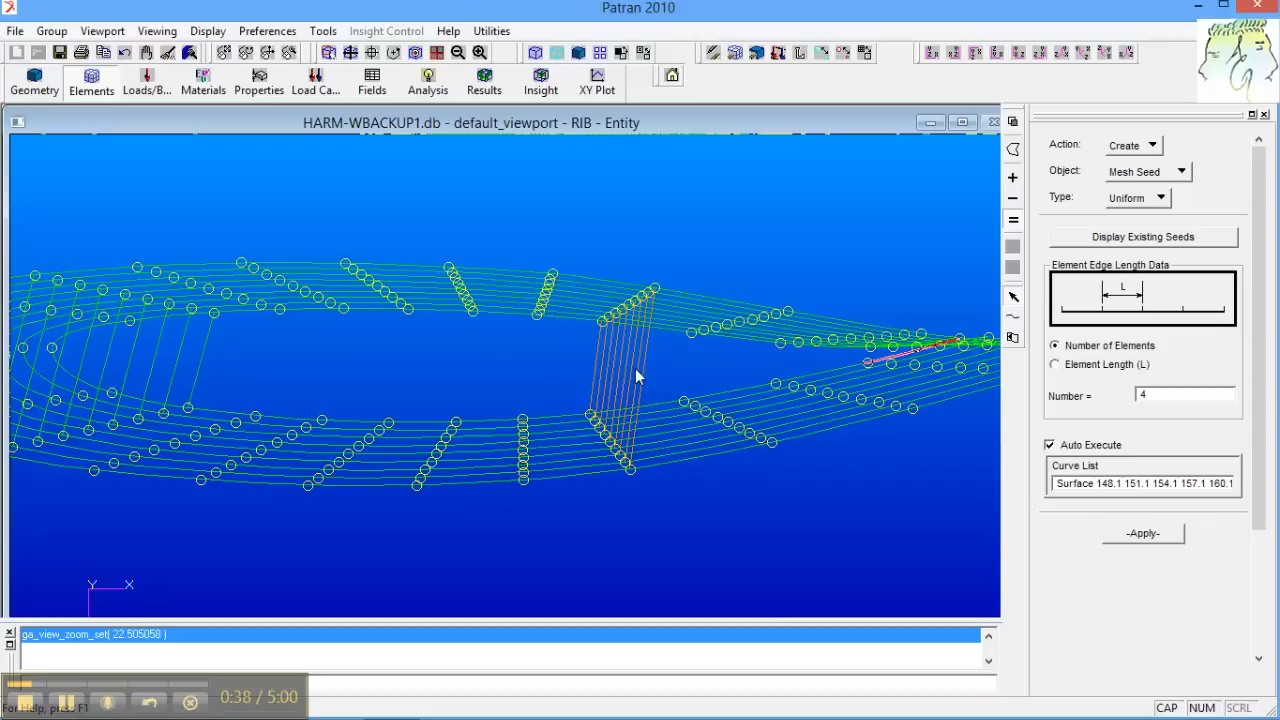 Patran 2010
File Group Viewport Viewing Display Preferences Tools Insight Control Help Utilities
Geometry Elements Loads/B... Materials Properties Load Ca... Fields Analysis Results Insight XY Plot
HARM-WBACKUP1.db - default_viewport - RIB - Entity
Action: Create
Object: Mesh Seed
Type: Uniform
Display Existing Seeds
Element Edge Length Data
L
Number of Elements
Element Length (L)
Number = 4
Auto Execute
Curve List
Surface 148.1 151.1 154.1 157.1 160.1
-Apply-
Y X
ga_view_zoom_set( 22.505058 )
0:38 / 5:00
For Help, press F1
CAP NUM SCRL